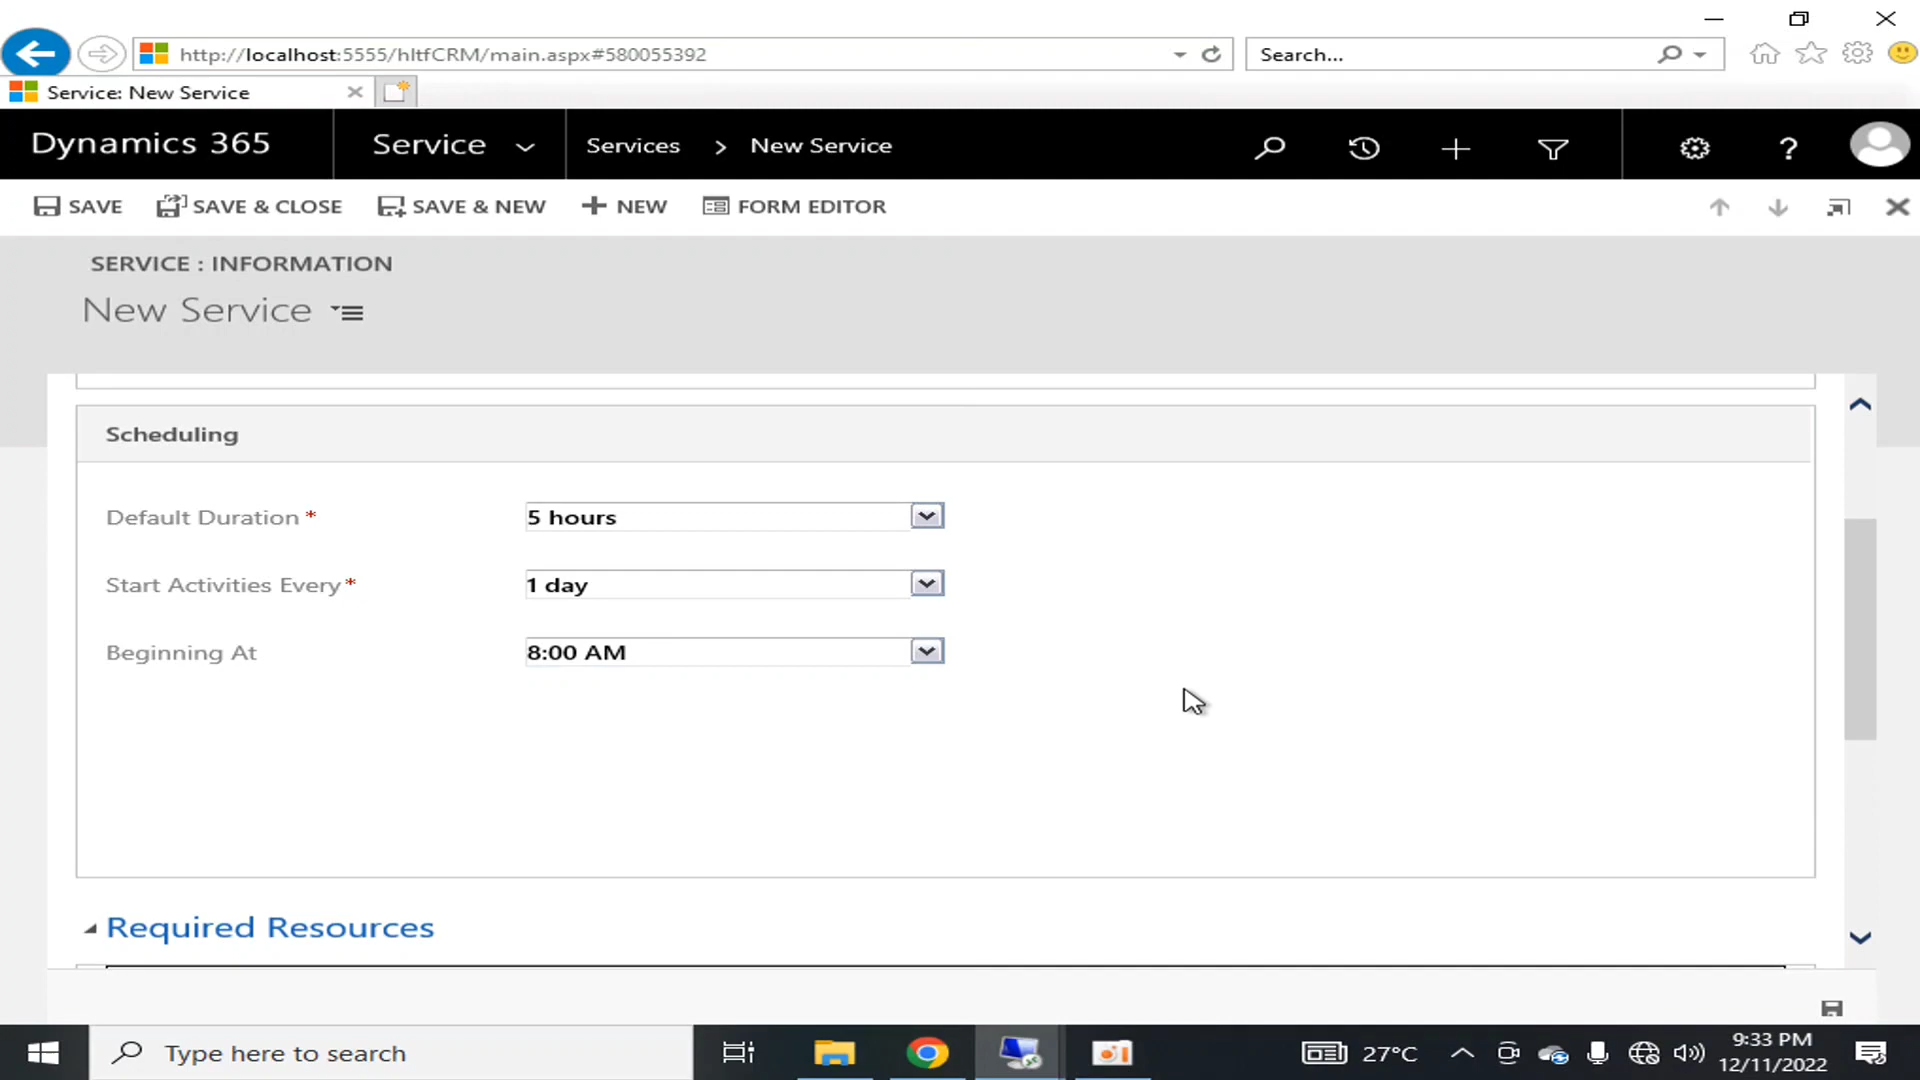 http://localhost:5555/hltfCRM/main.aspx#580055392
Search...
Service: New Service
Dynamics 365
Service
Services > New Service
?
SAVE
SAVE & CLOSE
SAVE & NEW
NEW
FORM EDITOR
SERVICE : INFORMATION
New Service
Scheduling
Default Duration * 5 hours
Start Activities Every * 1 day
Beginning At 8:00 AM
Required Resources
Type here to search
27°C
9:33 PM
12/11/2022